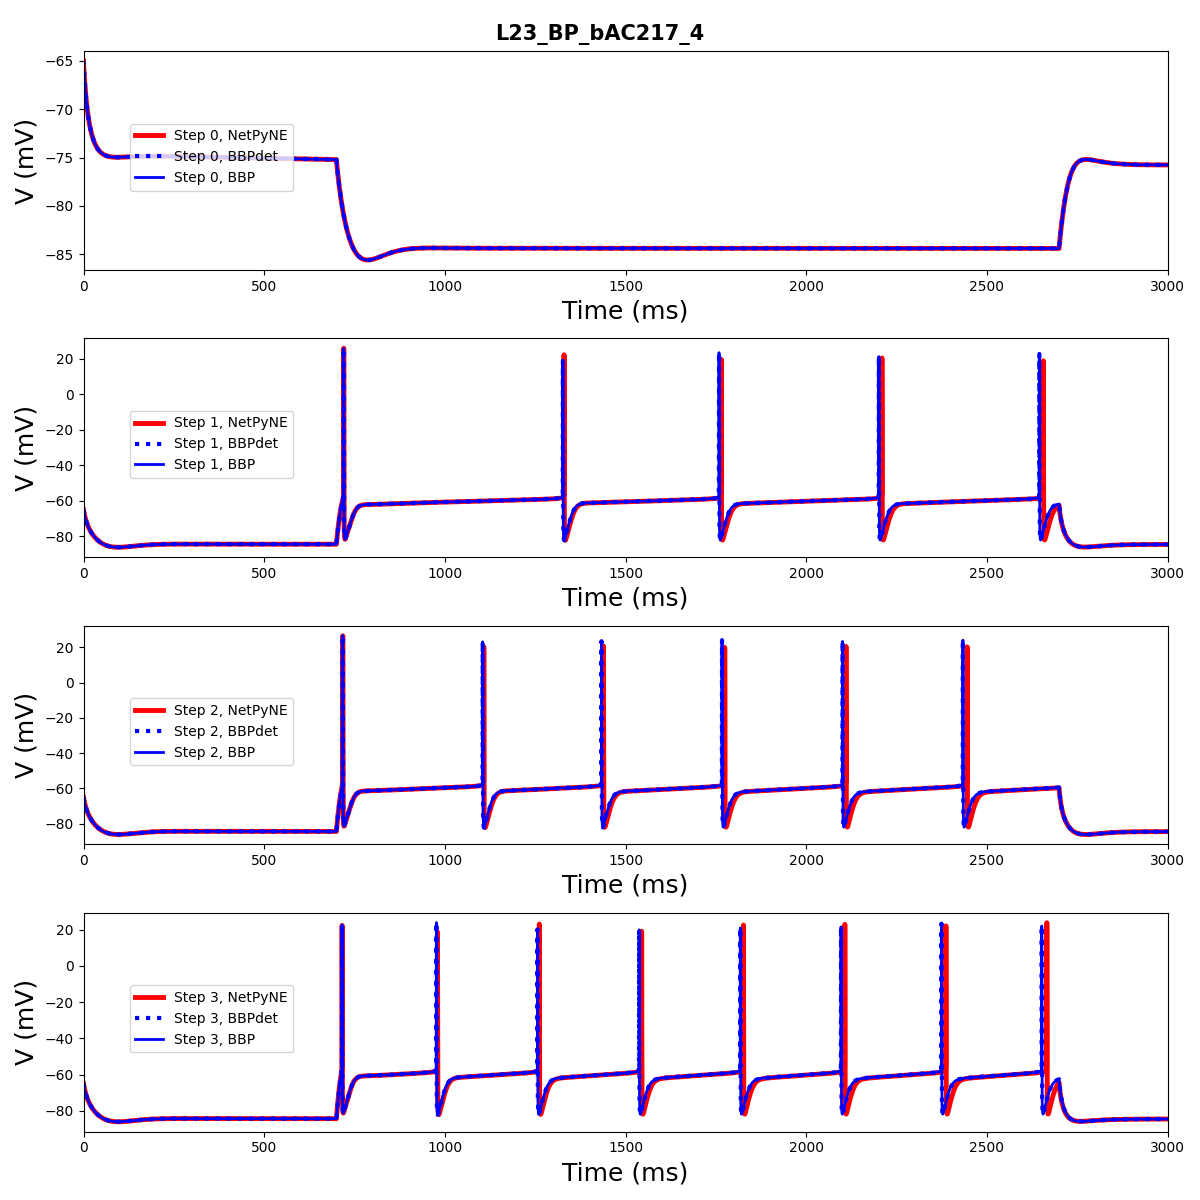 L23_BP_bAC217_4
V (mV)
−65
−70
−75
−80
−85
Step 0, NetPyNE
Step 0, BBPdet
Step 0, BBP
0 500 1000 1500 2000 2500 3000
Time (ms)
V (mV)
20
0
−20
−40
−60
−80
Step 1, NetPyNE
Step 1, BBPdet
Step 1, BBP
0 500 1000 1500 2000 2500 3000
Time (ms)
V (mV)
20
0
−20
−40
−60
−80
Step 2, NetPyNE
Step 2, BBPdet
Step 2, BBP
0 500 1000 1500 2000 2500 3000
Time (ms)
V (mV)
20
0
−20
−40
−60
−80
Step 3, NetPyNE
Step 3, BBPdet
Step 3, BBP
0 500 1000 1500 2000 2500 3000
Time (ms)